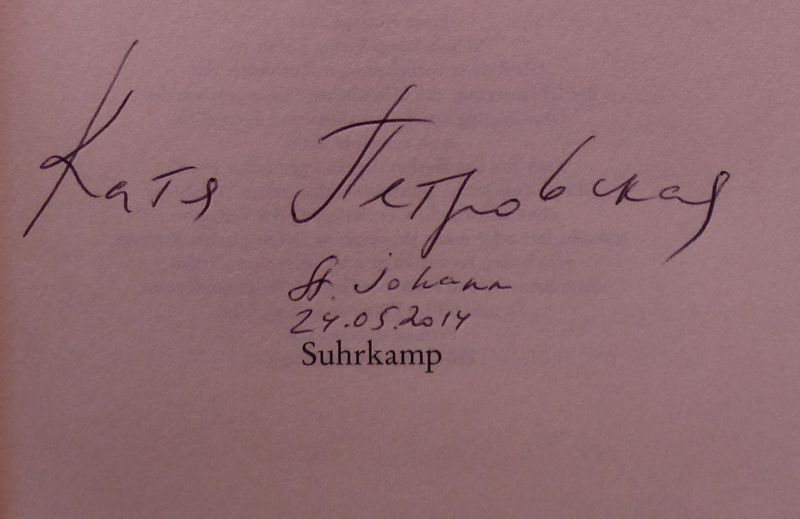 Катя Петровская
St. Johann
24.05.2014
Suhrkamp